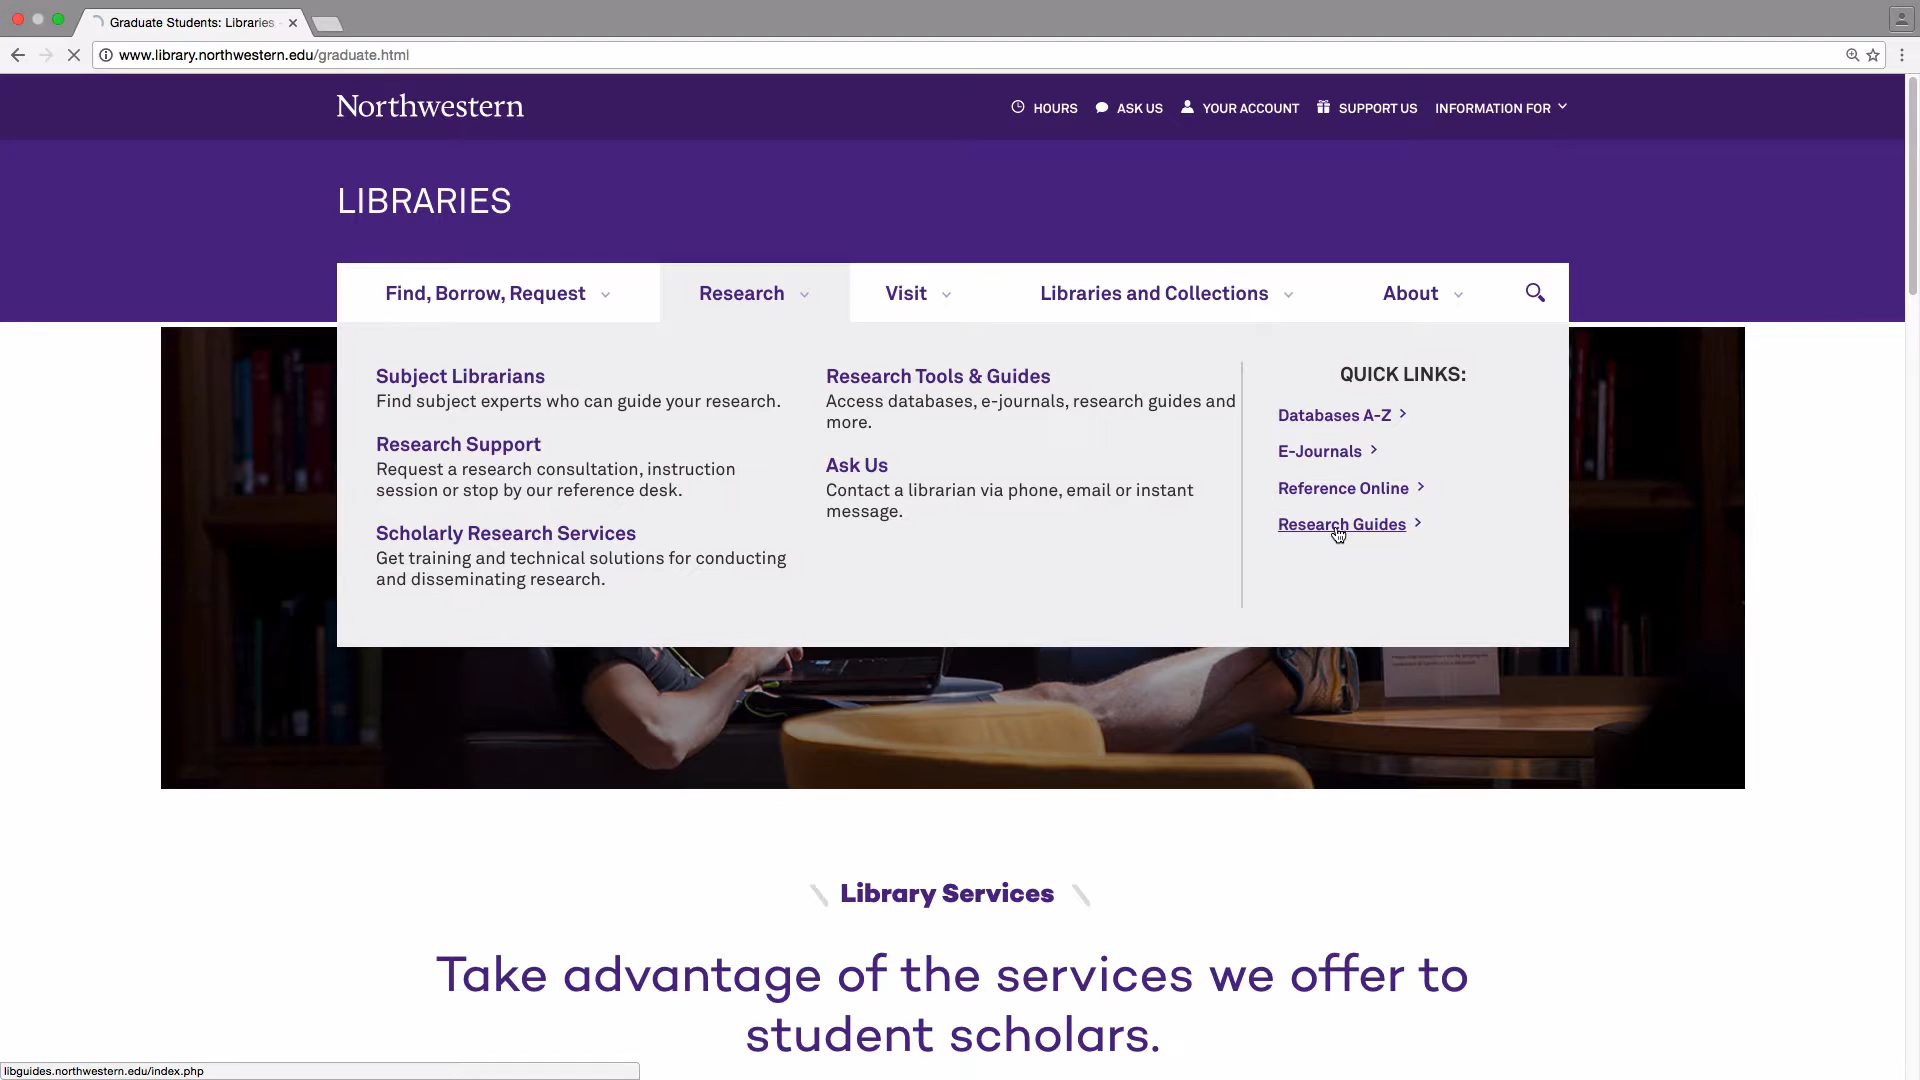 Graduate Students: Libraries
www.library.northwestern.edu/graduate.html
Northwestern
HOURS
ASK US
YOUR ACCOUNT
SUPPORT US
INFORMATION FOR
LIBRARIES
Find, Borrow, Request
Research
Visit
Libraries and Collections
About
Subject Librarians
Find subject experts who can guide your research.
Research Support
Request a research consultation, instruction
session or stop by our reference desk.
Scholarly Research Services
Get training and technical solutions for conducting
and disseminating research.
Research Tools & Guides
Access databases, e-journals, research guides and
more.
Ask Us
Contact a librarian via phone, email or instant
message.
QUICK LINKS:
Databases A-Z
E-Journals
Reference Online
Research Guides
Library Services
Take advantage of the services we offer to
student scholars.
libguides.northwestern.edu/index.php